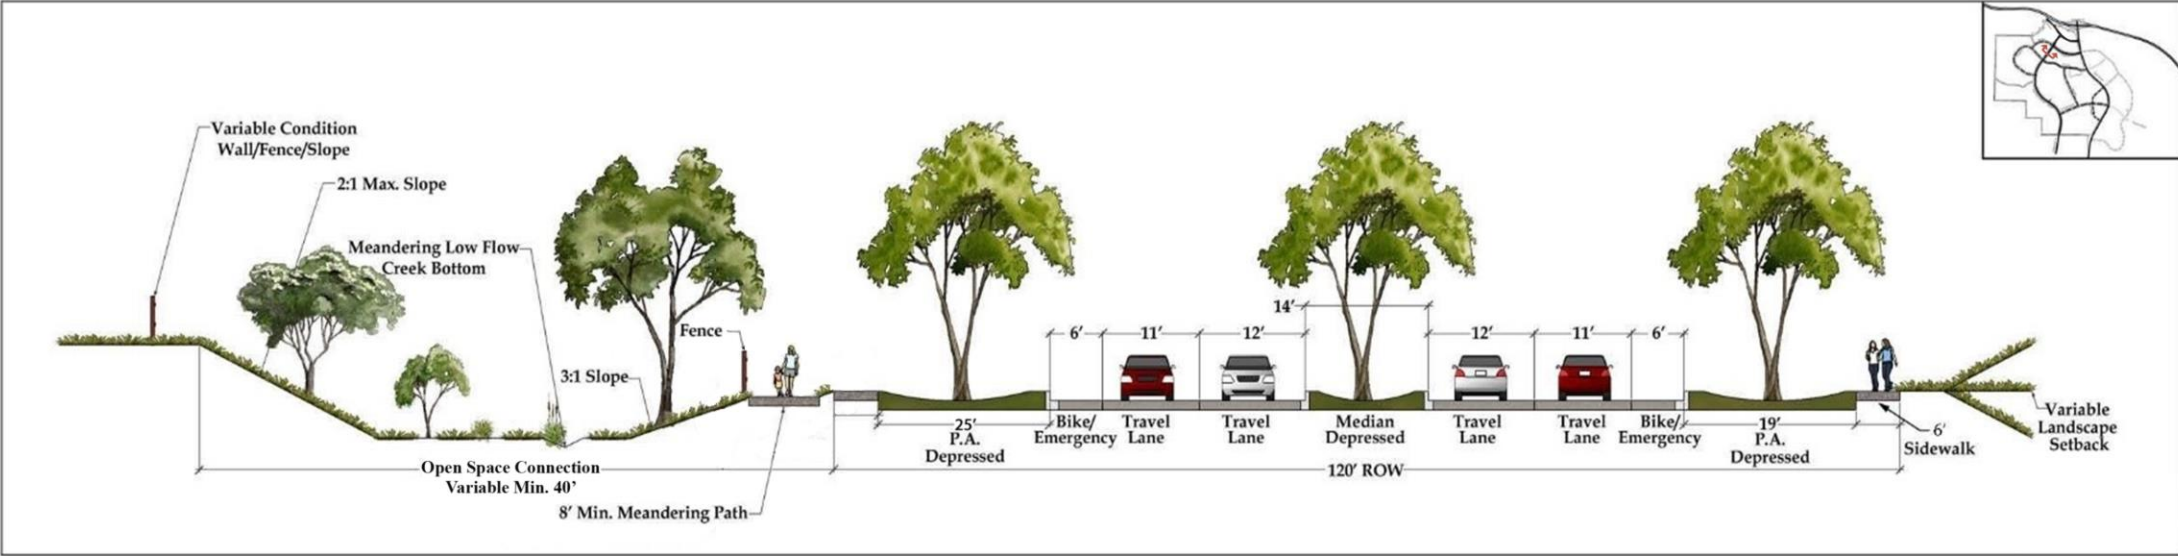 Variable Condition
Wall/Fence/Slope
2:1 Max. Slope
Meandering Low Flow
Creek Bottom
Fence
3:1 Slope
14'
6'
11'
12'
12'
11'
6'
25'
P.A.
Depressed
Bike/
Emergency
Travel
Lane
Travel
Lane
Median
Depressed
Travel
Lane
Travel
Lane
Bike/
Emergency
19'
P.A.
Depressed
6'
Sidewalk
Variable
Landscape
Setback
Open Space Connection
Variable Min. 40’
120' ROW
8' Min. Meandering Path